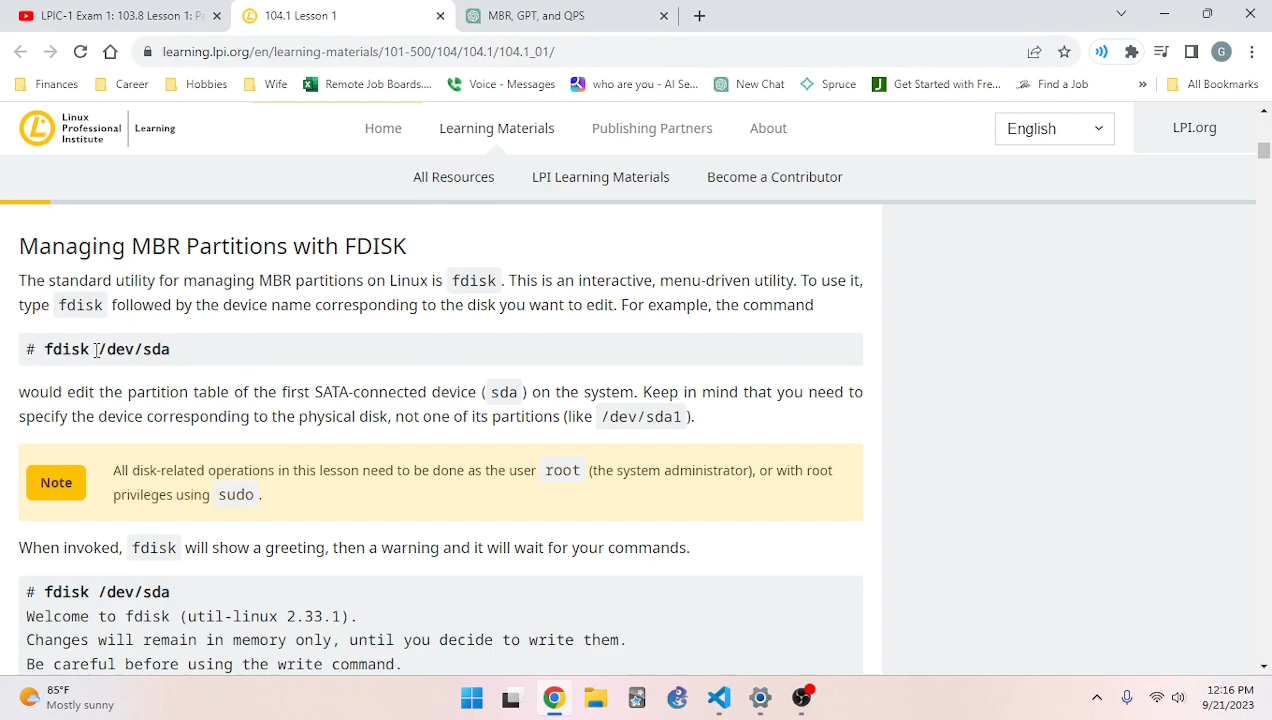 LPIC-1 Exam 1: 103.8 Lesson 1: Pa
104.1 Lesson 1
MBR, GPT, and QPS
learning.lpi.org/en/learning-materials/101-500/104/104.1/104.1_01/
G
Finances
Career
Hobbies
Wife
Remote Job Boards....
Voice - Messages
who are you - AI Se...
New Chat
Spruce
Get Started with Fre...
Find a Job
»
All Bookmarks
Linux
Professional
Institute
Learning
Home
Learning Materials
Publishing Partners
About
English
LPI.org
All Resources
LPI Learning Materials
Become a Contributor
Managing MBR Partitions with FDISK
The standard utility for managing MBR partitions on Linux is fdisk. This is an interactive, menu-driven utility. To use it,
type fdisk followed by the device name corresponding to the disk you want to edit. For example, the command
# fdisk /dev/sda
would edit the partition table of the first SATA-connected device (sda) on the system. Keep in mind that you need to
specify the device corresponding to the physical disk, not one of its partitions (like /dev/sda1).
Note
All disk-related operations in this lesson need to be done as the user root (the system administrator), or with root
privileges using sudo.
When invoked, fdisk will show a greeting, then a warning and it will wait for your commands.
# fdisk /dev/sda
Welcome to fdisk (util-linux 2.33.1).
Changes will remain in memory only, until you decide to write them.
Be careful before using the write command.
85°F
Mostly sunny
12:16 PM
9/21/2023